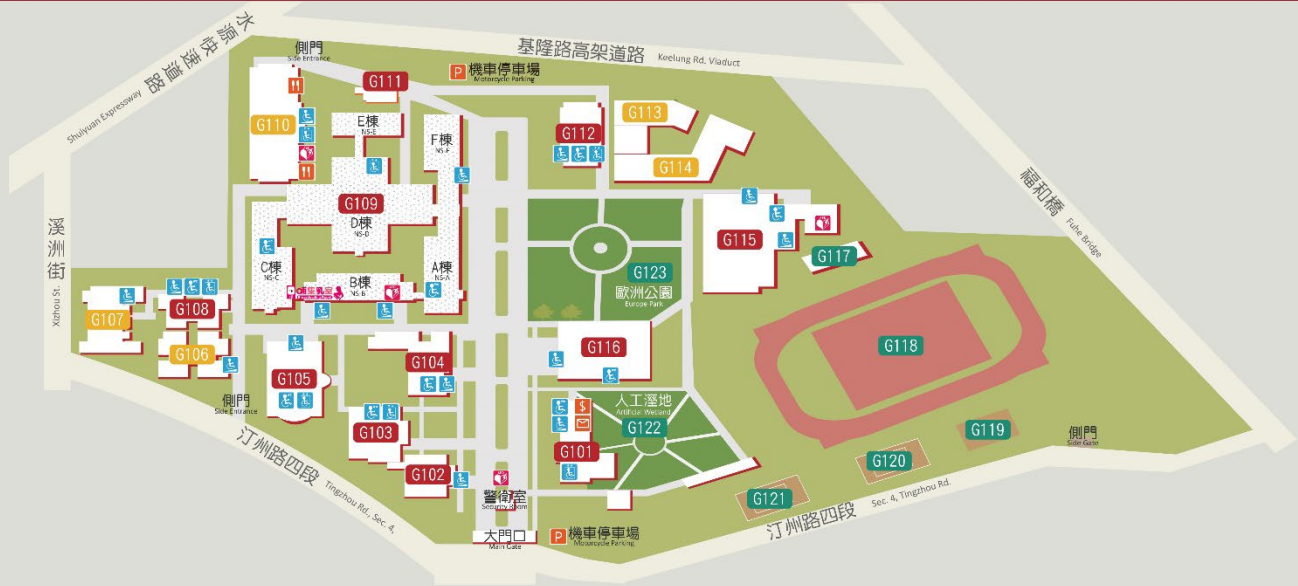 水源快速道路
Shuiyuan Expressway
側門
Side Entrance
基隆路高架道路 Keelung Rd. Viaduct
P 機車停車場
Motorcycle Parking
G111
G110
E棟
NS-E
F棟
NS-F
G112
G113
G114
G109
D棟
NS-D
福和橋
Fuhe Bridge
溪洲街
Xizhou St.
G115
G117
C棟
NS-C
B棟
NS-B
A棟
NS-A
哺集乳室
G123
歐洲公園
Europe Park
G107
G108
G106
G105
G104
G116
G118
側門
Side Entrance
G103
G102
人工溼地
Artificial Wetland
G122
$
G101
G119
G120
G121
側門
Side Gate
汀州路四段
Tingzhou Rd., Sec. 4,
警衛室
Security Room
大門口
Main Gate
P 機車停車場
Motorcycle Parking
汀州路四段 Sec. 4, Tingzhou Rd.